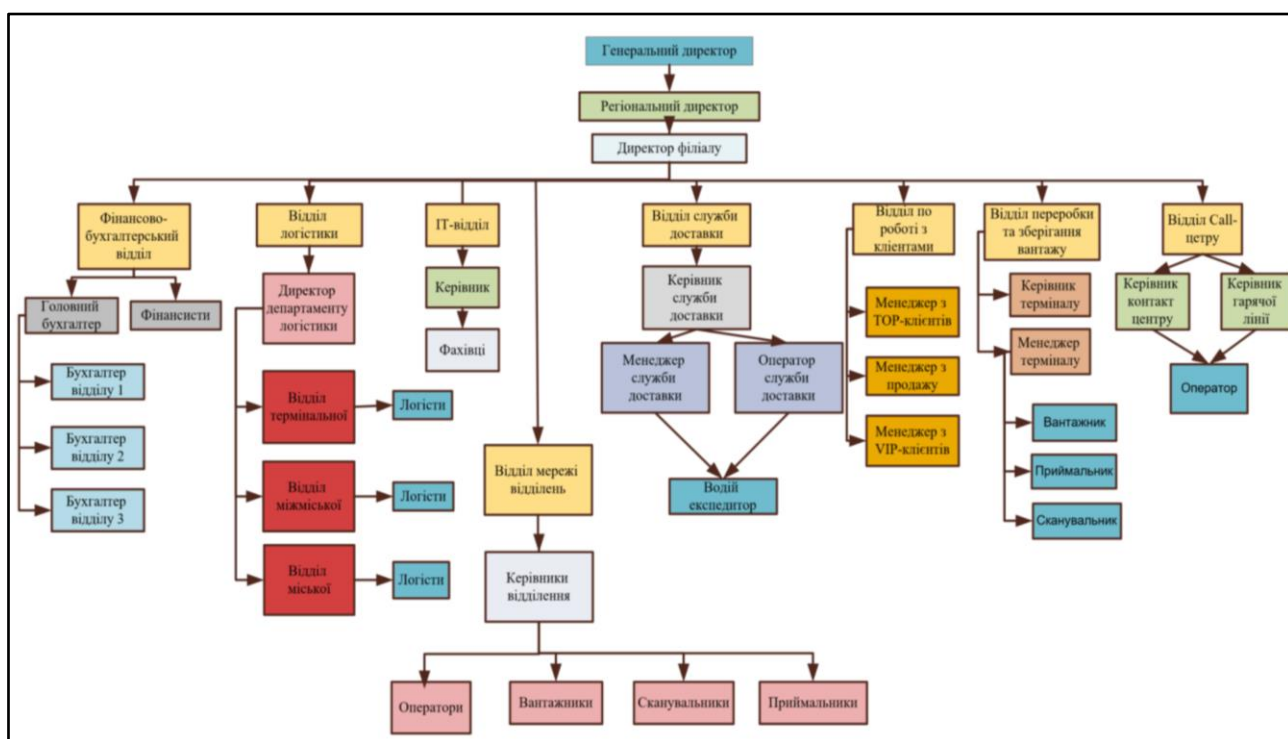 Генеральний директор
Регіональний директор
Директор філіалу
Фінансово-
бухгалтерський
відділ
Відділ
логістики
ІТ-відділ
Відділ служби
доставки
Відділ по
роботі з
клієнтами
Відділ переробки
та зберігання
вантажу
Відділ Call-
цетру
Головний
бухгалтер
Фінансисти
Директор
департаменту
логістики
Керівник
Керівник
служби
доставки
Керівник
терміналу
Керівник
контакт
центру
Керівник
гарячої
лінії
Менеджер з
TOP-клієнтів
Фахівці
Менеджер
служби
доставки
Оператор
служби
доставки
Менеджер
терміналу
Бухгалтер
відділу 1
Менеджер з
продажу
Оператор
Відділ
термінальної
Логісти
Вантажник
Бухгалтер
відділу 2
Менеджер з
VIP-клієнтів
Відділ мережі
відділень
Приймальник
Бухгалтер
відділу 3
Відділ
міжміської
Логісти
Водій
експедитор
Сканувальник
Відділ
міської
Логісти
Керівники
відділення
Оператори
Вантажники
Сканувальники
Приймальники